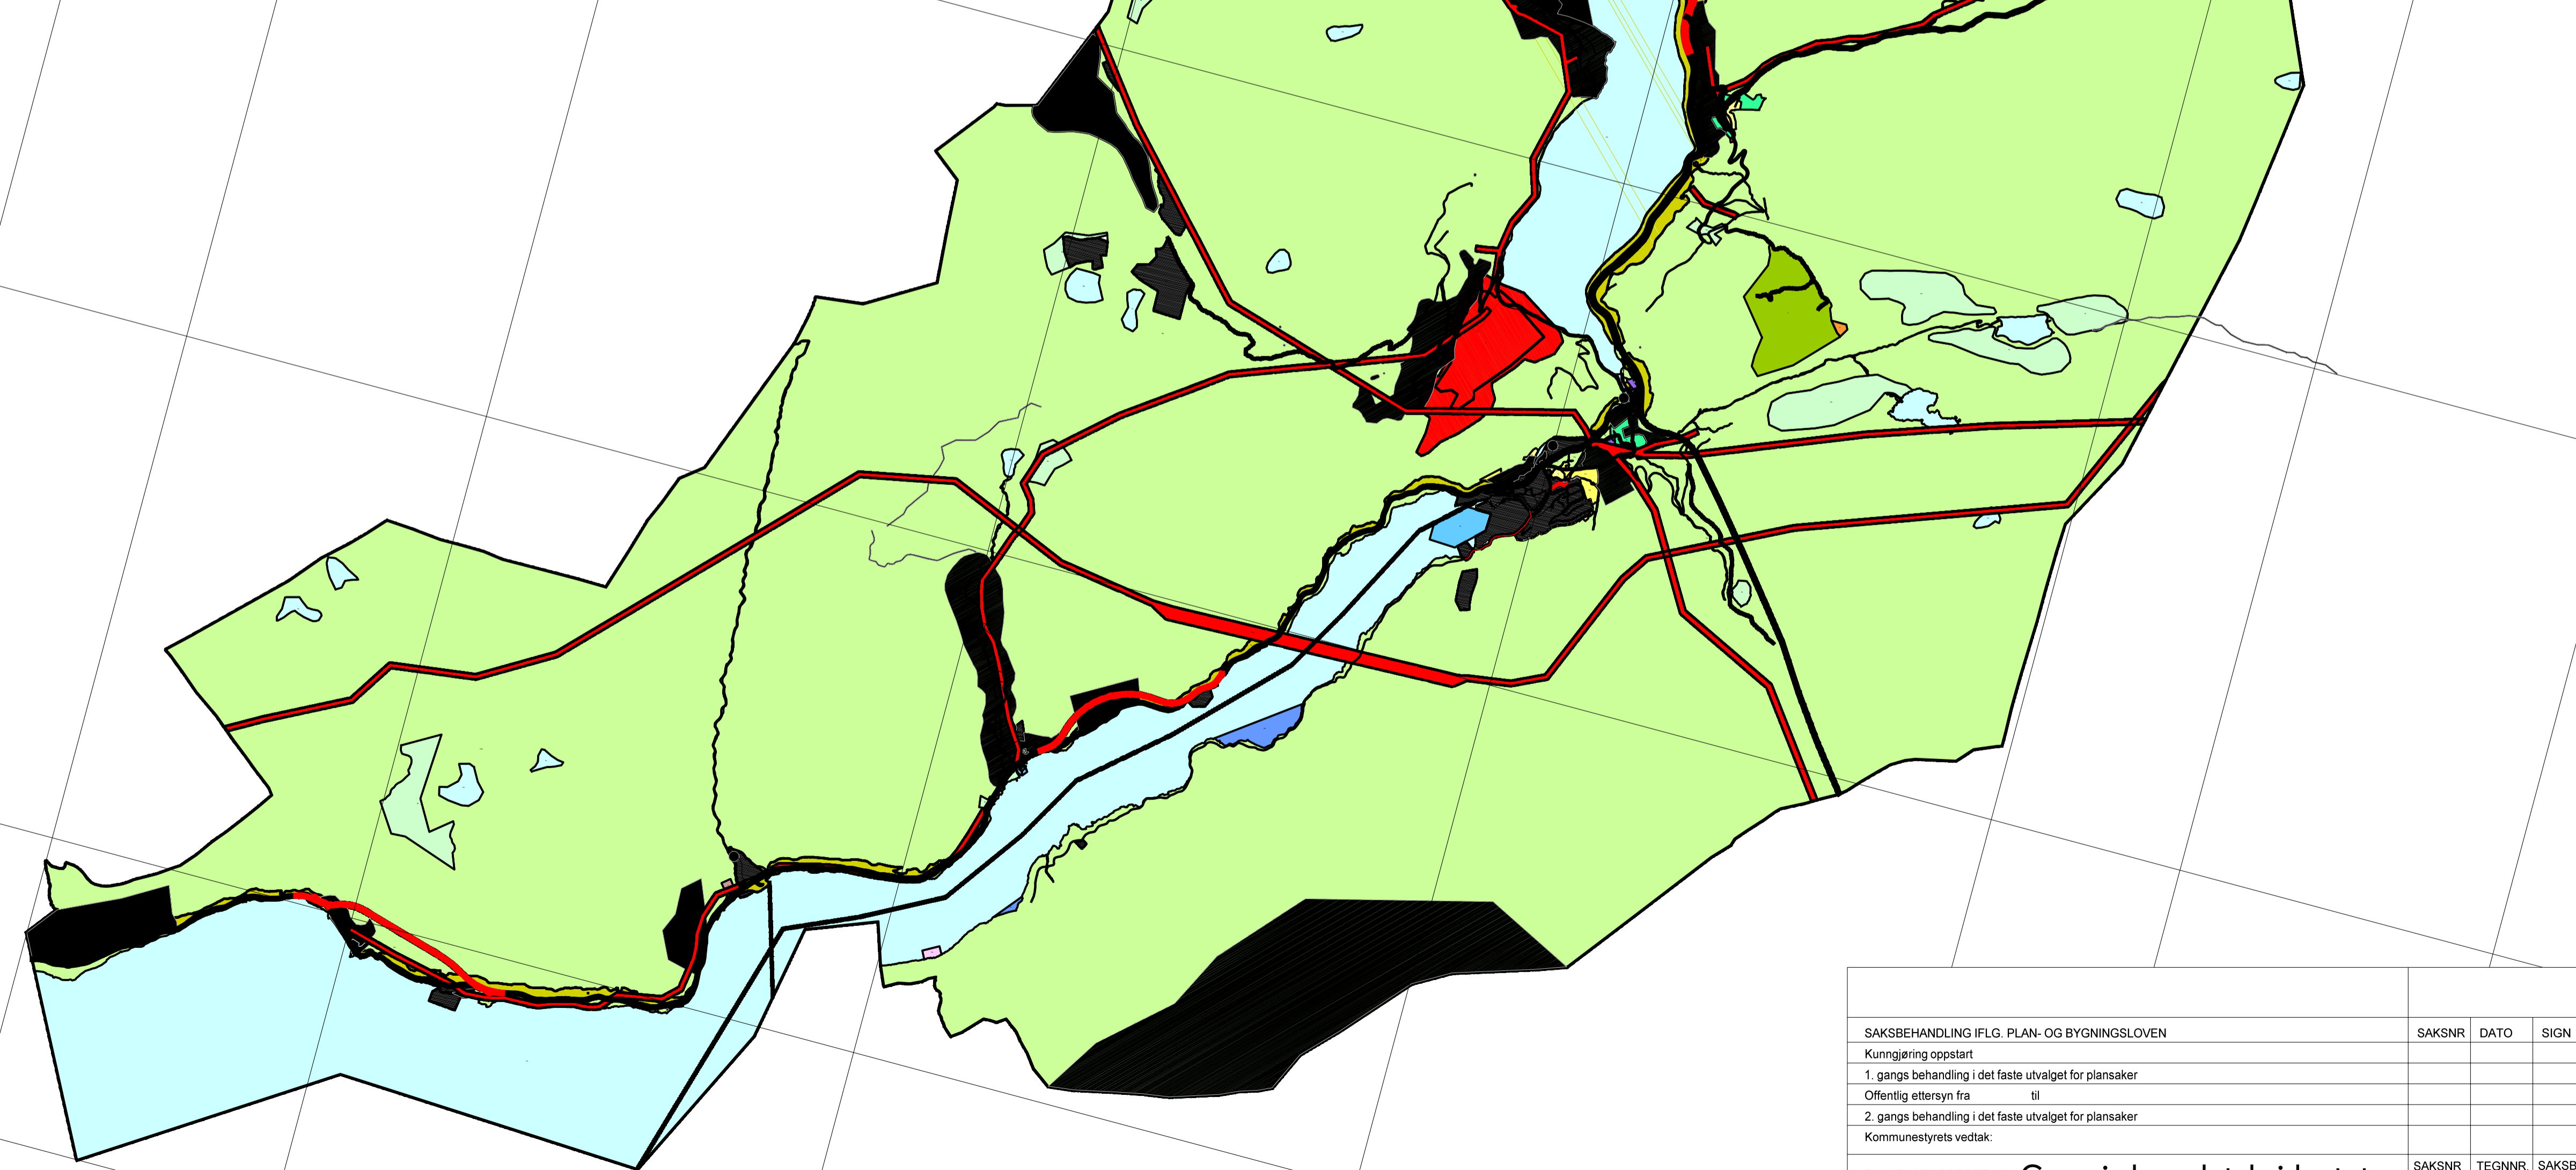 SAKSBEHANDLING IFLG. PLAN- OG BYGNINGSLOVEN SAKSNR DATO SIGN
Kunngjøring oppstart
1. gangs behandling i det faste utvalget for plansaker
Offentlig ettersyn fra til
2. gangs behandling i det faste utvalget for plansaker
Kommunestyrets vedtak:
SAKSNR TEGNNR.